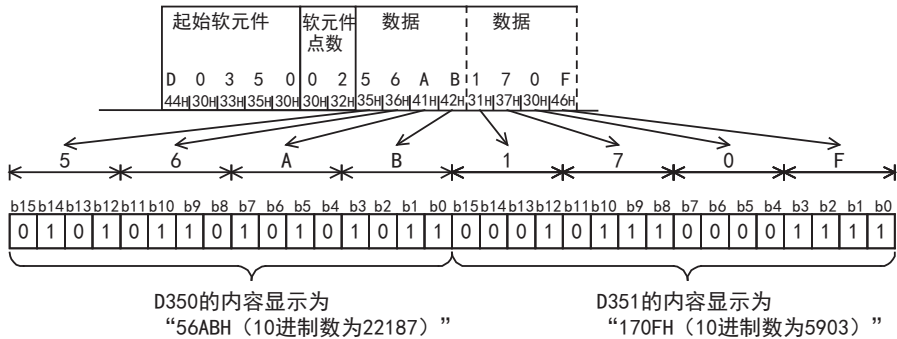 起始软元件 软元件点数 数据 数据
D 0 3 5 0 0 2 5 6 A B 1 7 0 F
44H 30H 33H 35H 30H 30H 32H 35H 36H 41H 42H 31H 37H 30H 46H
5 6 A B 1 7 0 F
b15 b14 b13 b12 b11 b10 b9 b8 b7 b6 b5 b4 b3 b2 b1 b0 b15 b14 b13 b12 b11 b10 b9 b8 b7 b6 b5 b4 b3 b2 b1 b0
0 1 0 1 0 1 1 0 1 0 1 0 1 0 1 1 0 0 0 1 0 1 1 1 0 0 0 0 1 1 1 1
D350的内容显示为
“56ABH（10进制数为22187）”
D351的内容显示为
“170FH（10进制数为5903）”